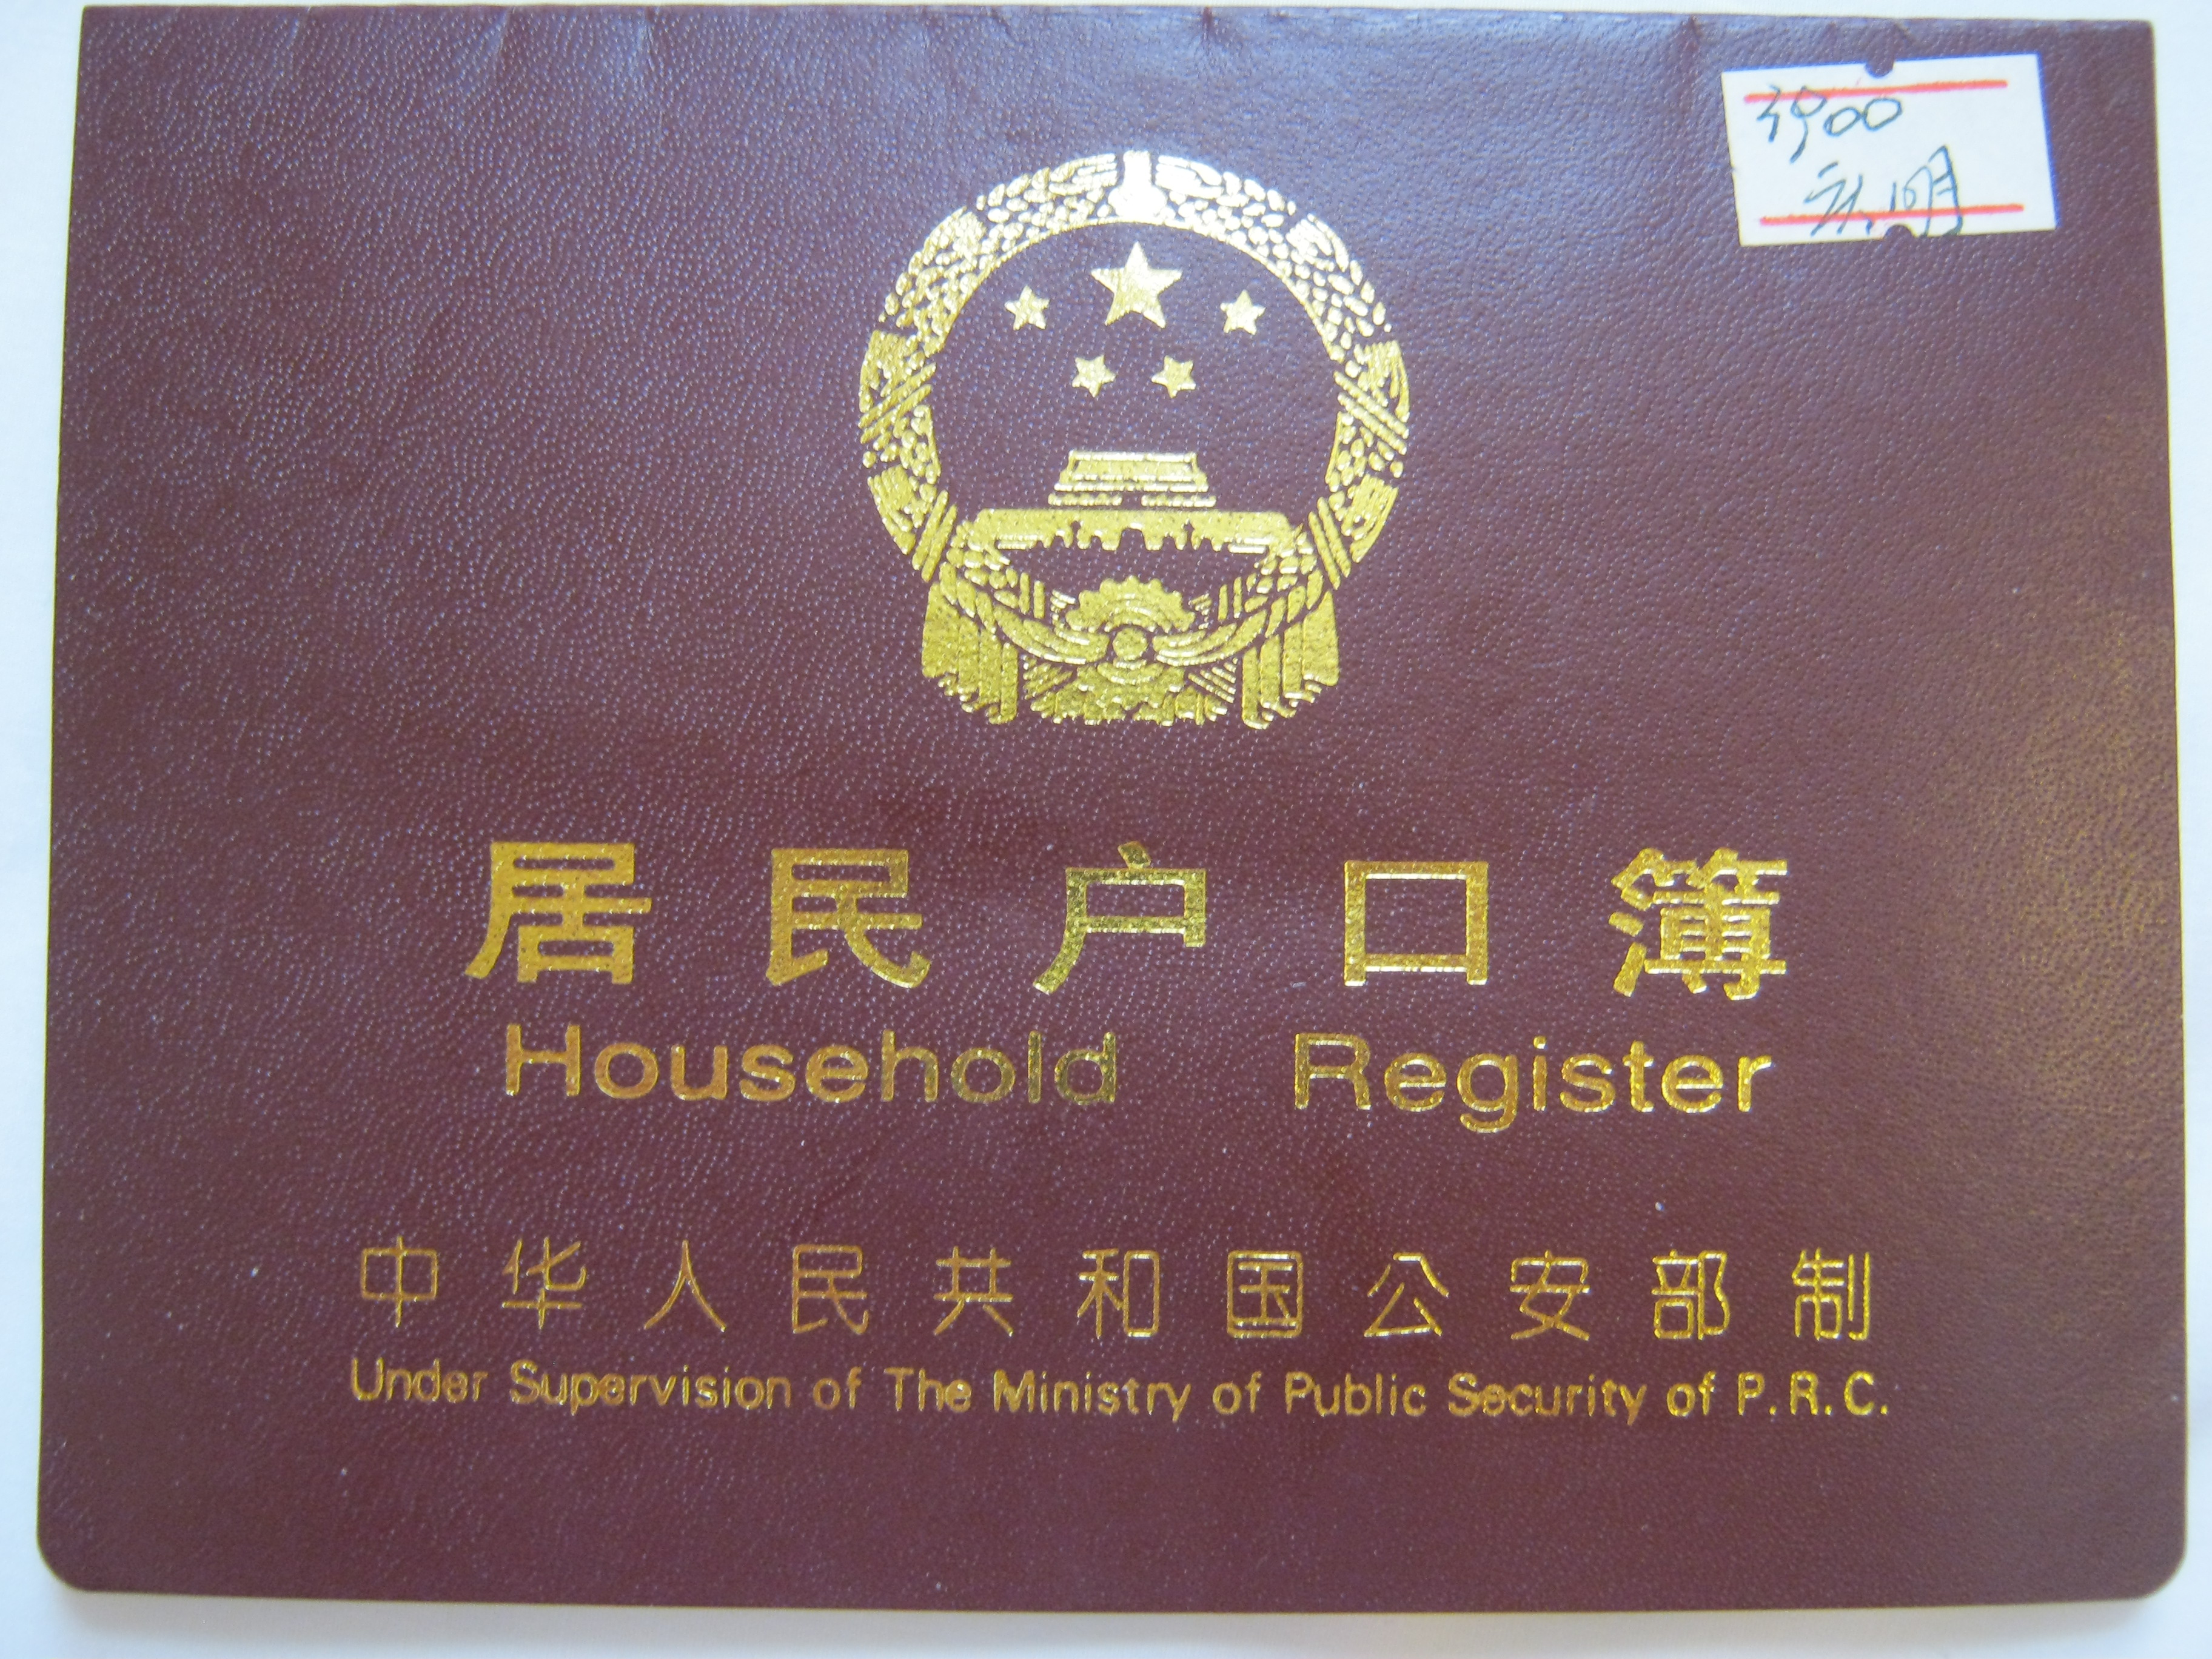 3900
居民户口簿
Household Register
中华人民共和国公安部制
Under Supervision of The Ministry of Public Security of P.R.C.